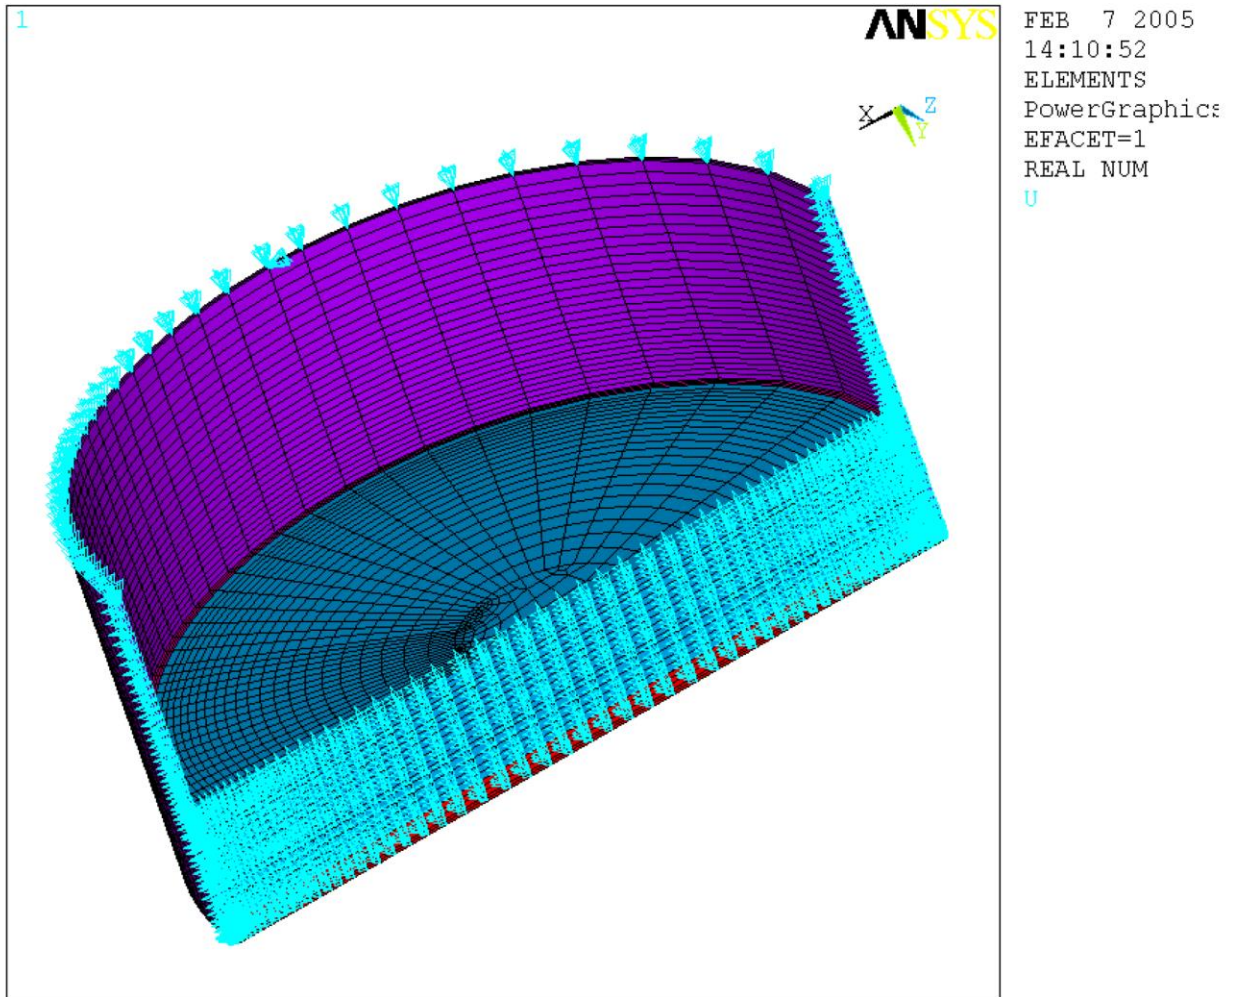 1
ANSYS
FEB 7 2005
14:10:52
ELEMENTS
PowerGraphics
EFACET=1
REAL NUM
U
X
Z
Y